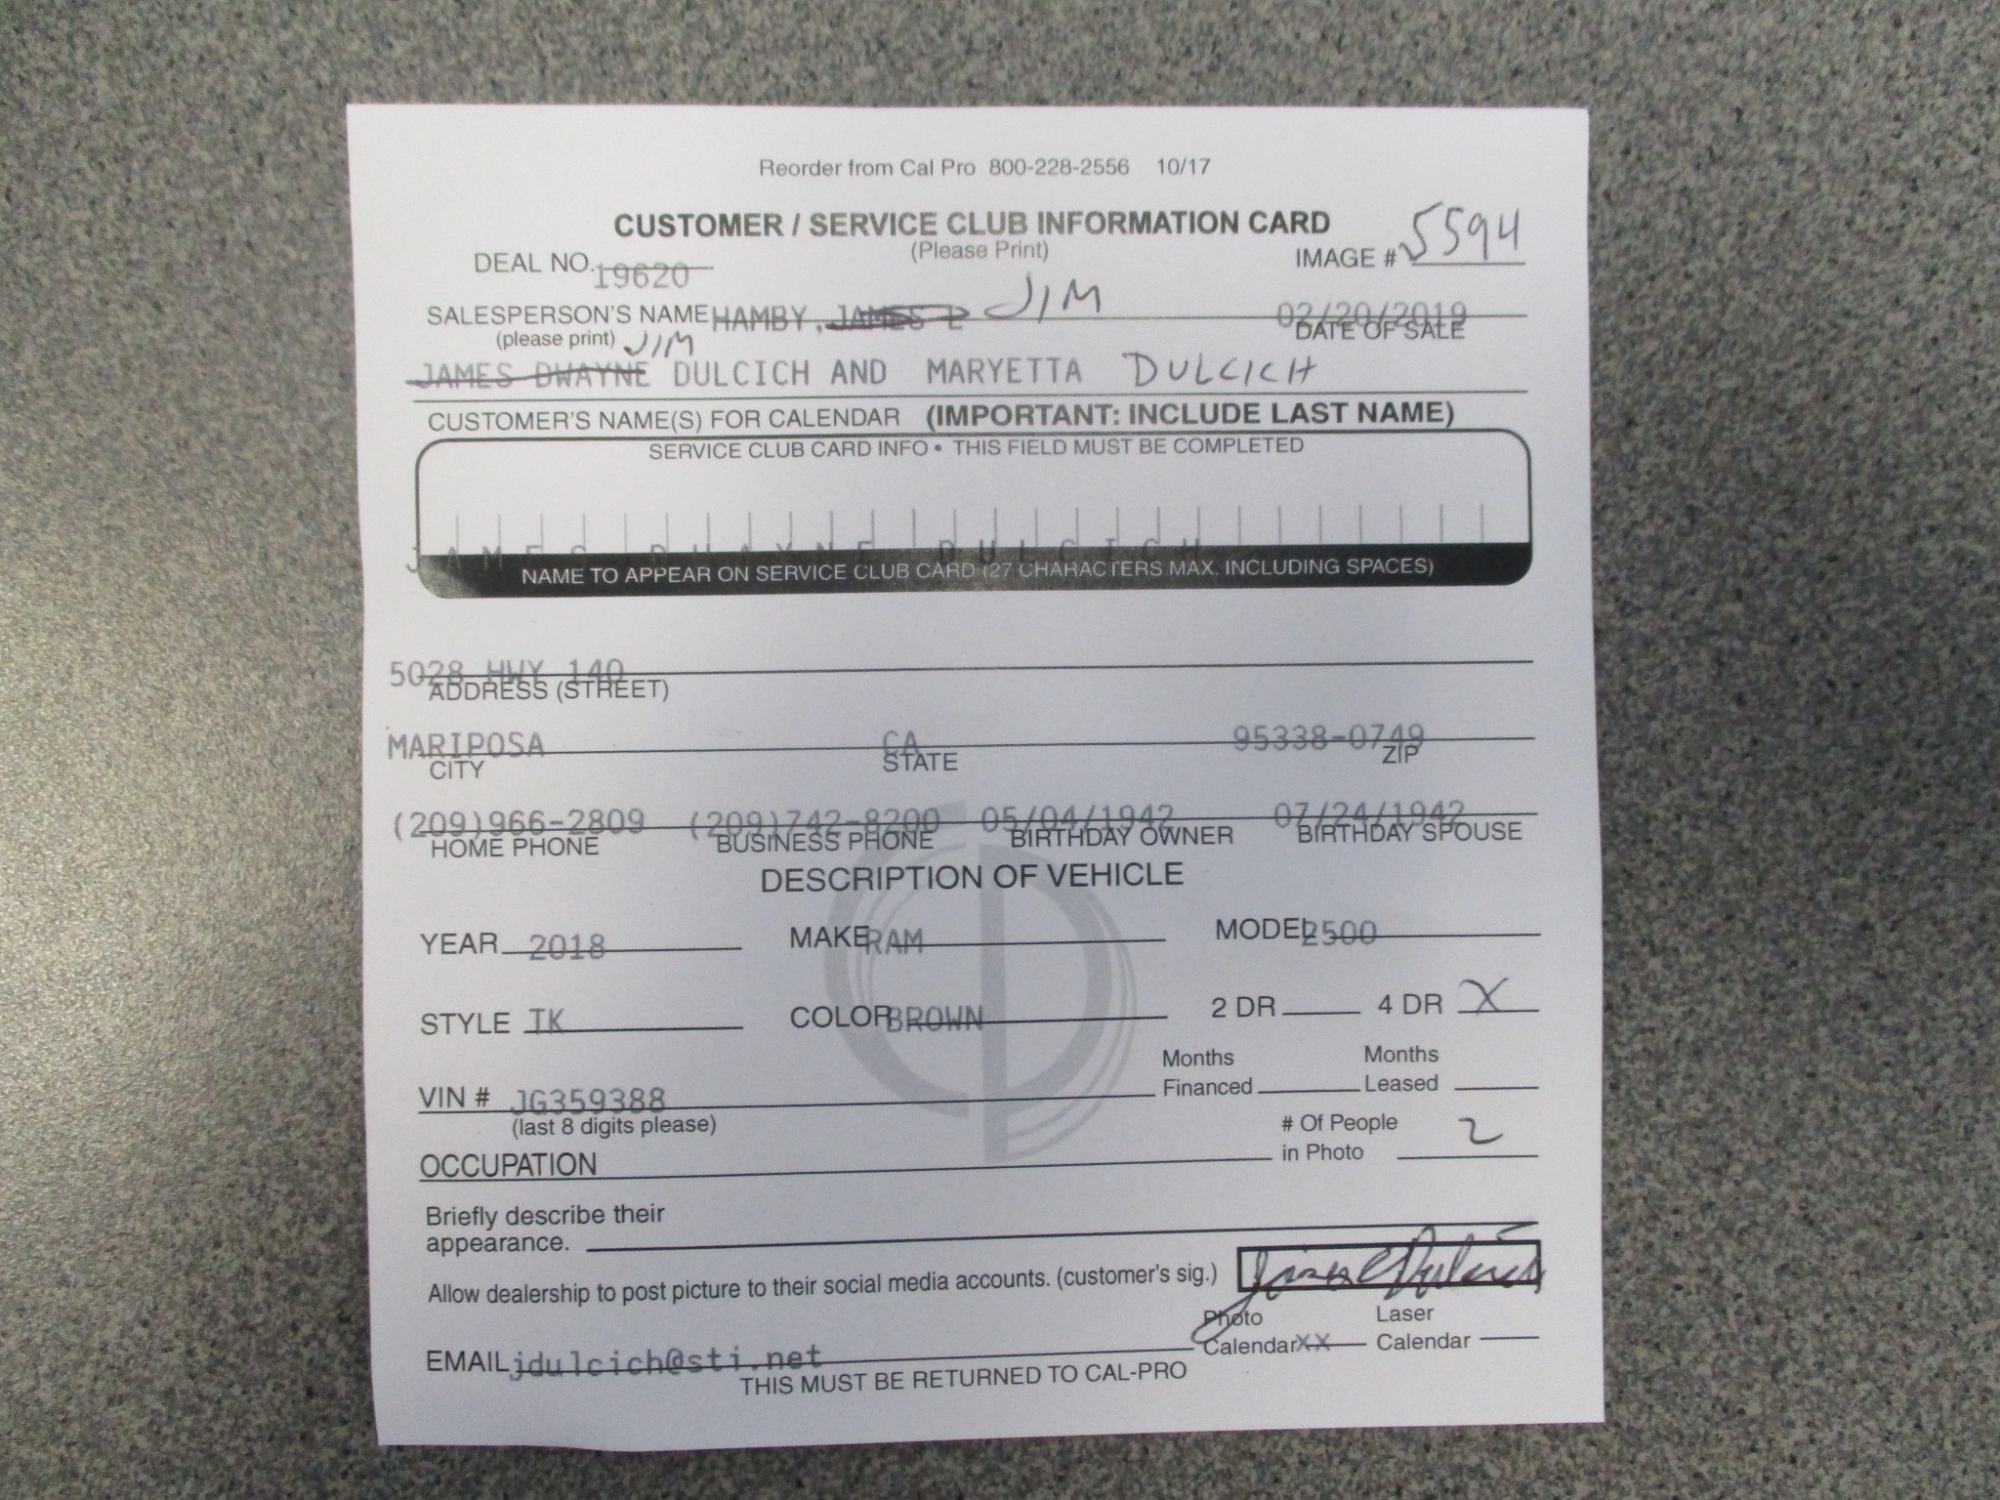 Reorder from Cal Pro 800-228-2556 10/17
CUSTOMER / SERVICE CLUB INFORMATION CARD
(Please Print)
DEAL NO. 19620 IMAGE # 5594
SALESPERSON'S NAME HAMBY, JAMES L JIM 02/20/2019
(please print) DATE OF SALE
JIM
JAMES DWAYNE DULCICH AND MARYETTA DULCICH
CUSTOMER'S NAME(S) FOR CALENDAR (IMPORTANT: INCLUDE LAST NAME)
SERVICE CLUB CARD INFO • THIS FIELD MUST BE COMPLETED
JAMES DWAYNE DULCICH
NAME TO APPEAR ON SERVICE CLUB CARD (27 CHARACTERS MAX. INCLUDING SPACES)
5028 HWY 140
ADDRESS (STREET)
MARIPOSA CA 95338-0749
CITY STATE ZIP
(209)966-2809 (209)742-8200 05/04/1942 07/24/1942
HOME PHONE BUSINESS PHONE BIRTHDAY OWNER BIRTHDAY SPOUSE
DESCRIPTION OF VEHICLE
YEAR 2018 MAKE RAM MODEL 2500
STYLE TK COLOR BROWN 2 DR 4 DR X
Months Months
Financed Leased
VIN # JG359388
(last 8 digits please)
# Of People
in Photo 2
OCCUPATION
Briefly describe their
appearance.
Allow dealership to post picture to their social media accounts. (customer's sig.)
Photo Laser
Calendar XX Calendar
EMAIL jdulcich@sti.net
THIS MUST BE RETURNED TO CAL-PRO